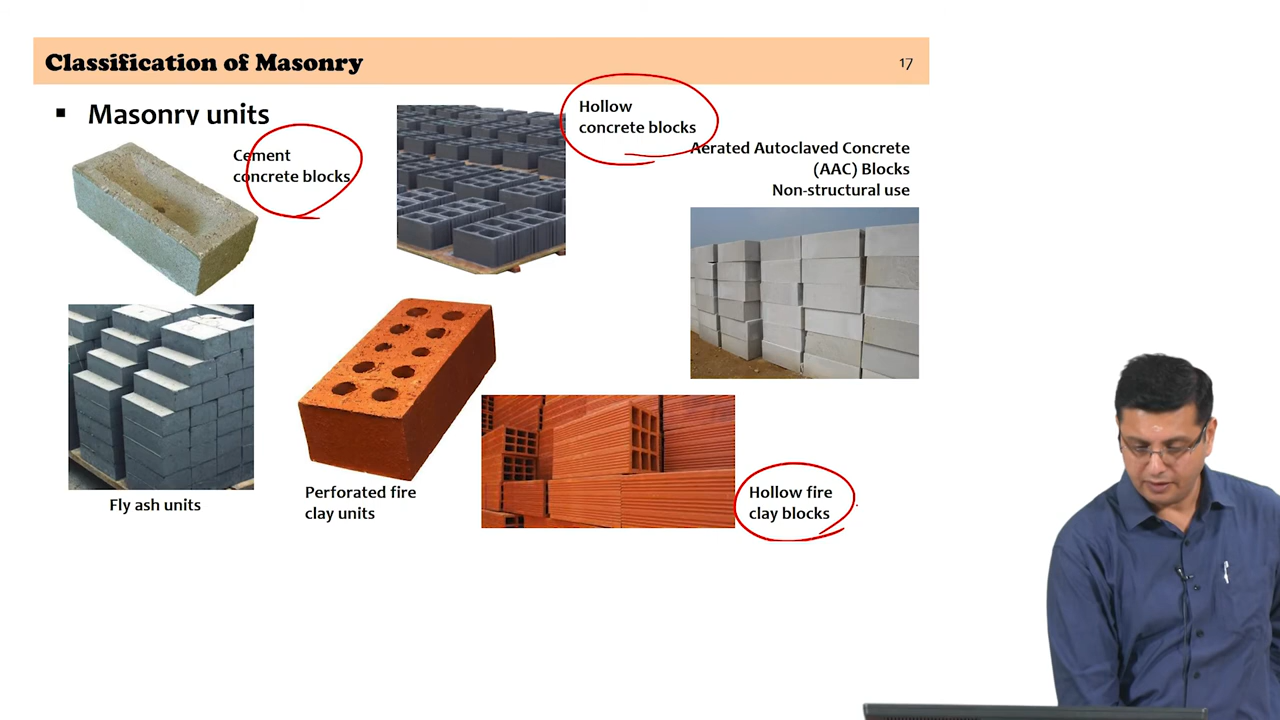 Classification of Masonry
17
▪ Masonry units
Cement
concrete blocks
Hollow
concrete blocks
Aerated Autoclaved Concrete
(AAC) Blocks
Non-structural use
Fly ash units
Perforated fire
clay units
Hollow fire
clay blocks